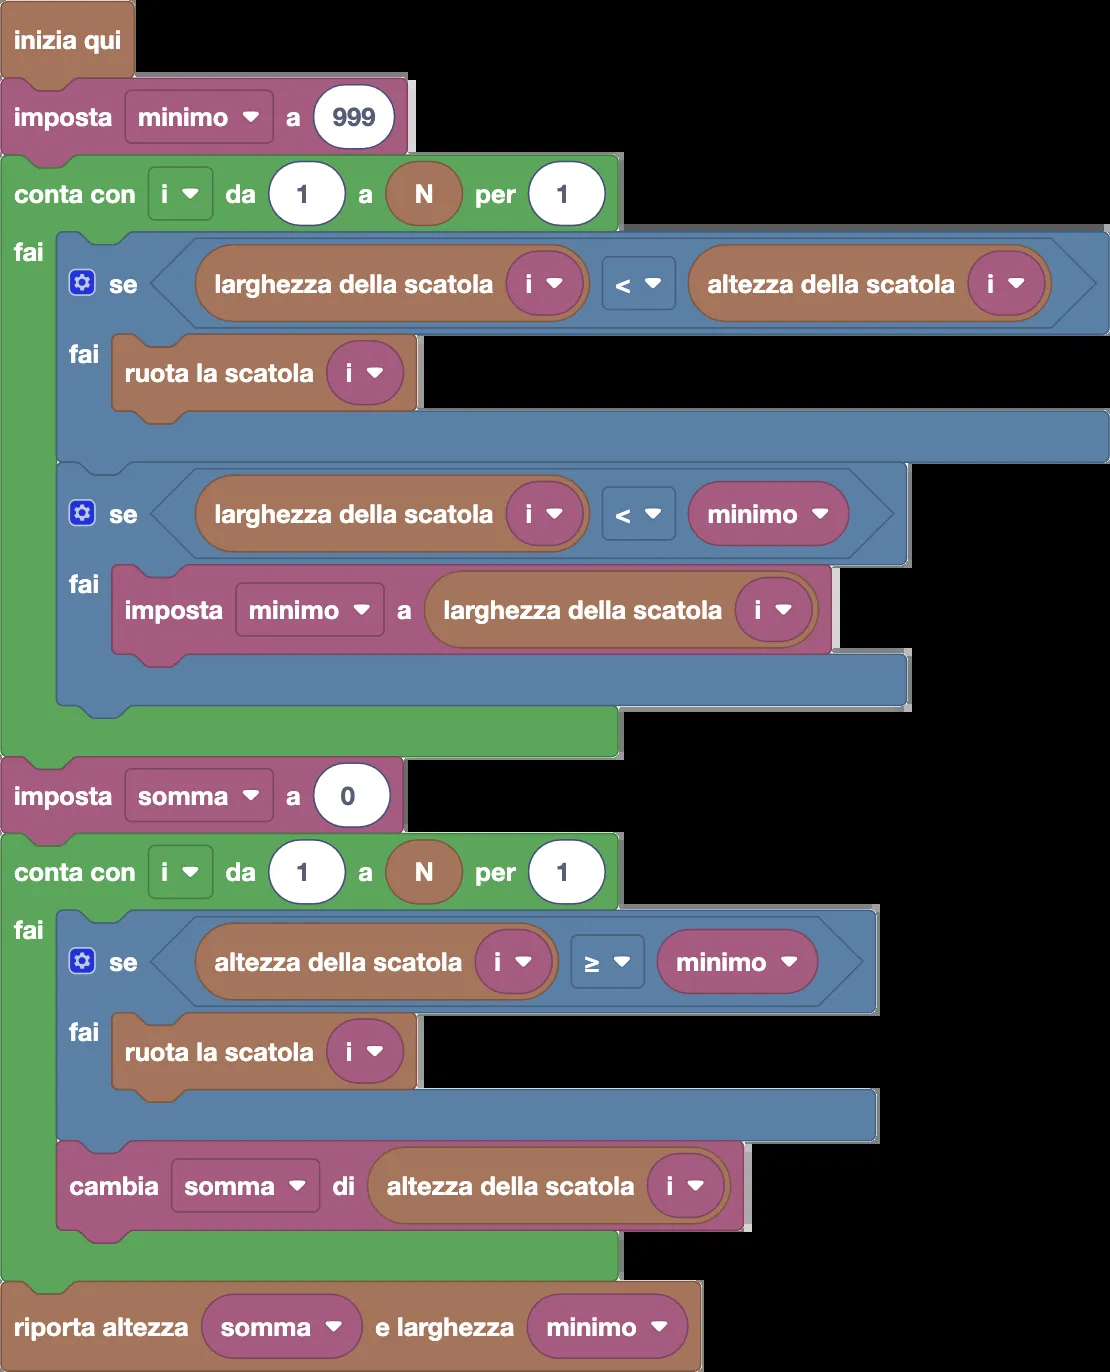 inizia qui
imposta minimo a 999
conta con i da 1 a N per 1
fai
se larghezza della scatola i < altezza della scatola i
fai ruota la scatola i
se larghezza della scatola i < minimo
fai imposta minimo a larghezza della scatola i
imposta somma a 0
conta con i da 1 a N per 1
fai
se altezza della scatola i ≥ minimo
fai ruota la scatola i
cambia somma di altezza della scatola i
riporta altezza somma e larghezza minimo